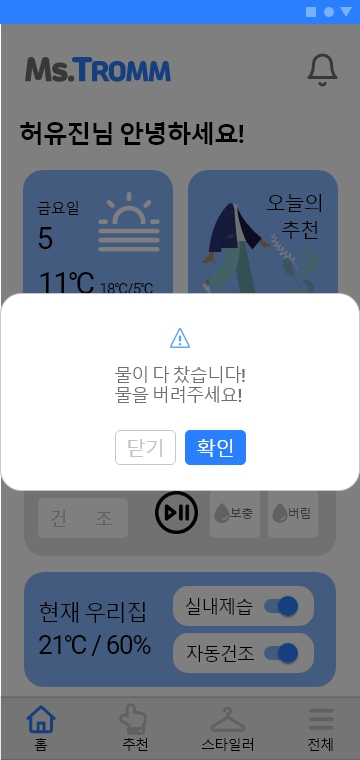 Ms.TROMM
허유진님 안녕하세요!
금요일
5
11℃ 18℃/5℃
오늘의
추천
물이 다 찼습니다!
물을 버려주세요!
닫기 확인
건 조
보충 버림
현재 우리집
21℃ / 60%
실내제습
자동건조
홈 추천 스타일러 전체